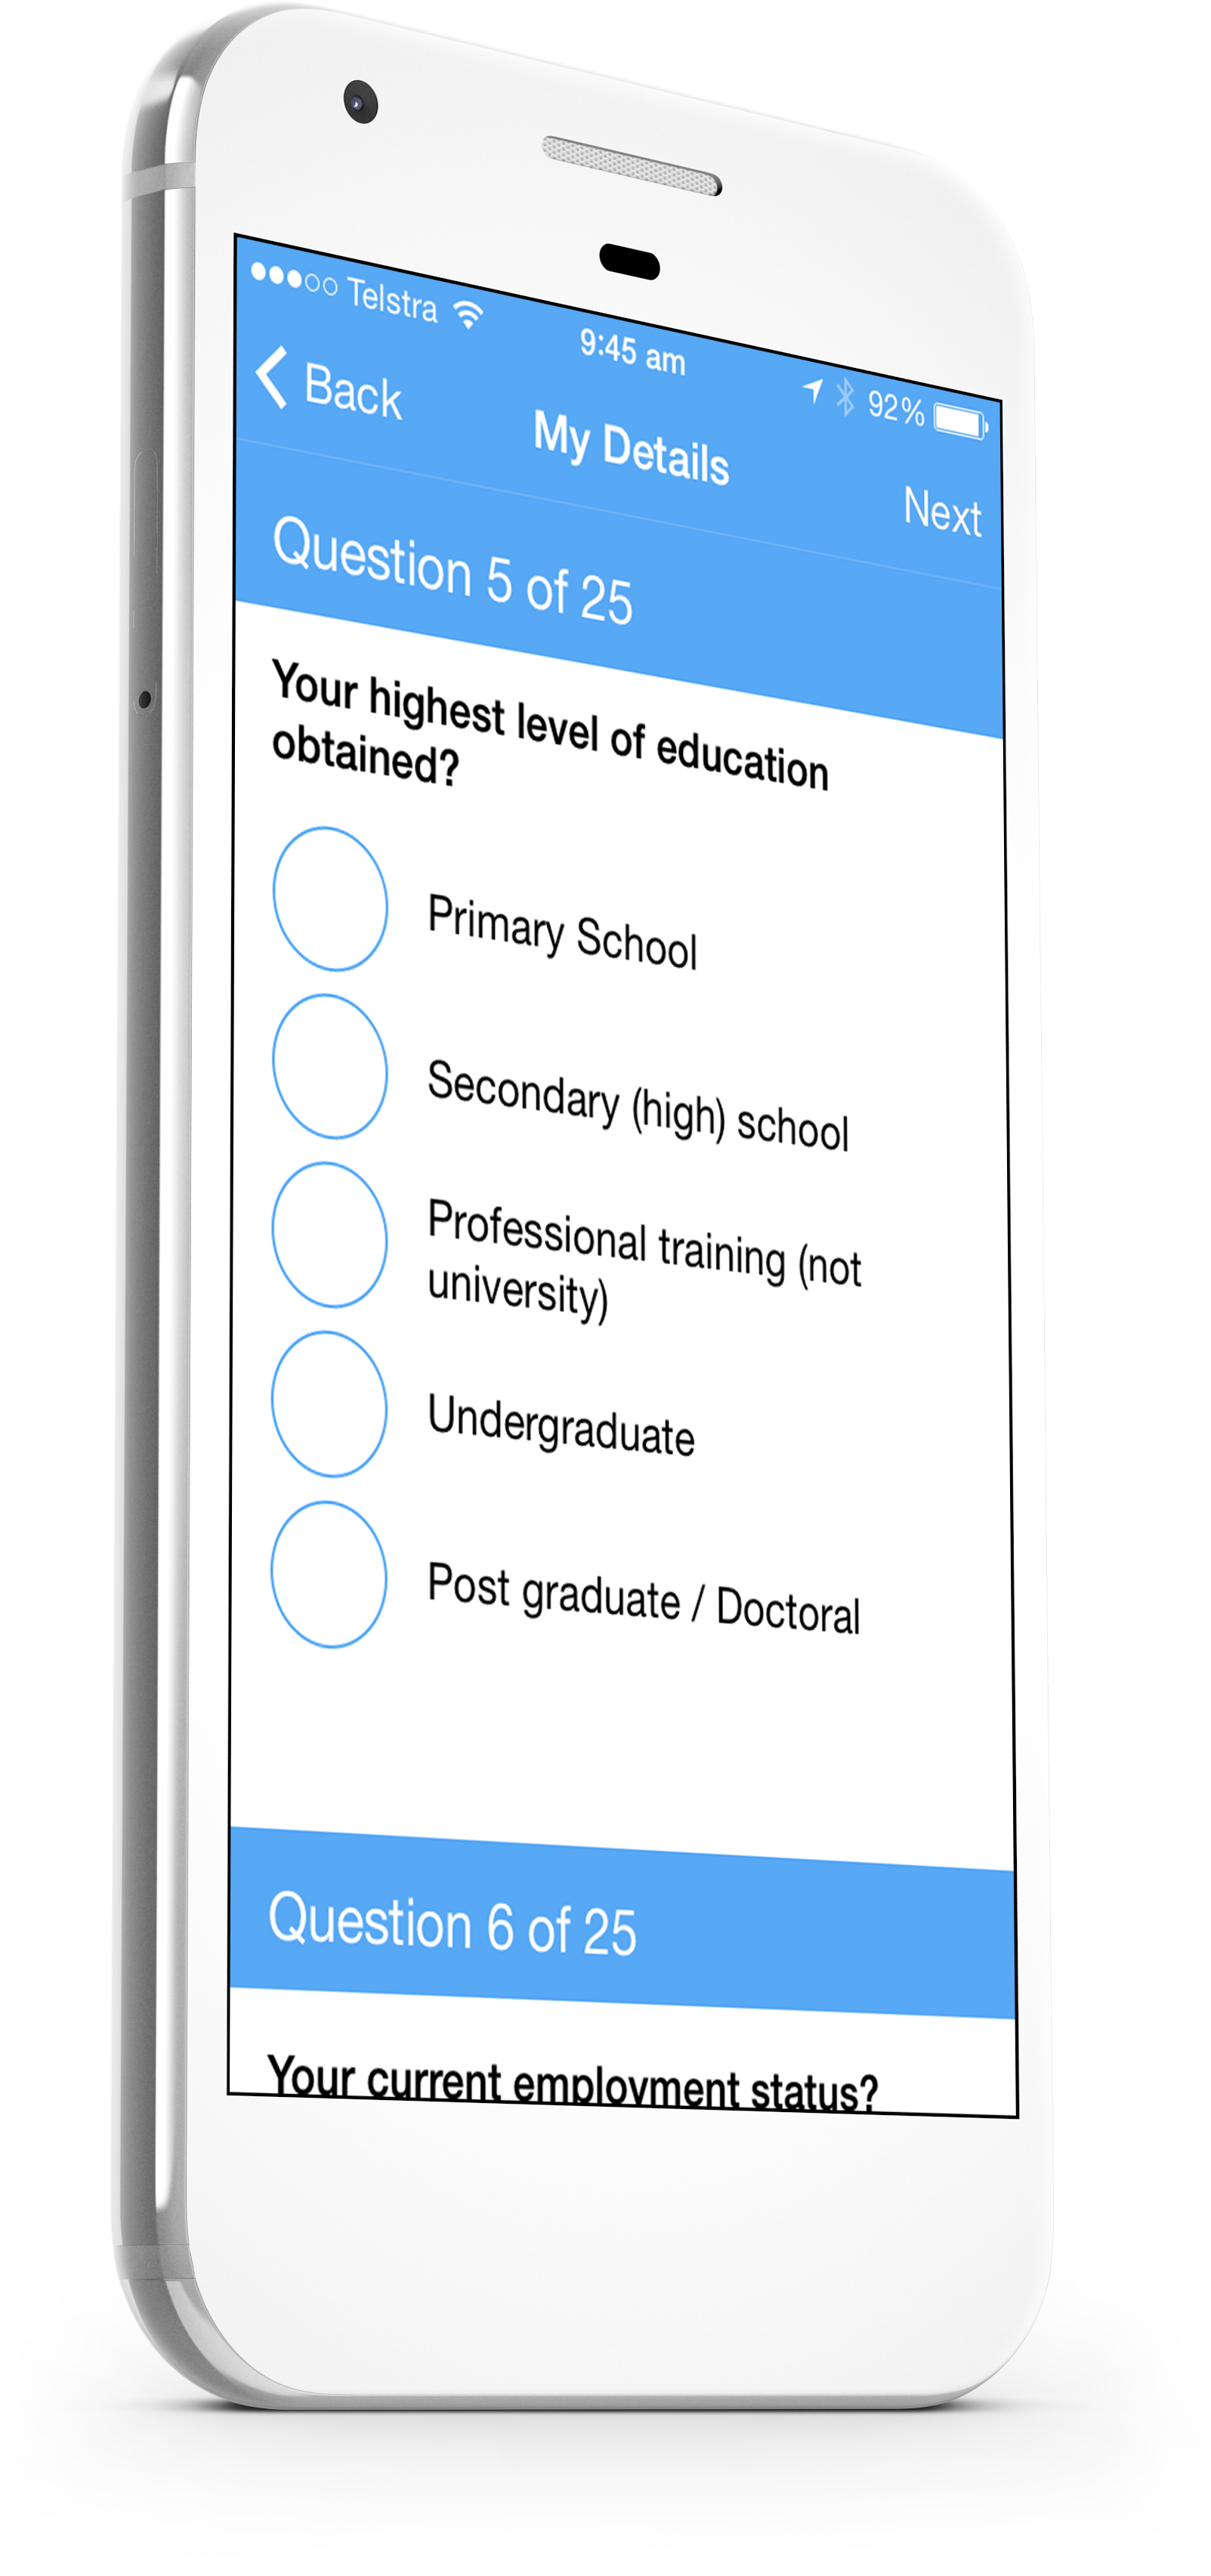 Telstra
9:45 am
92%
Back
My Details
Next
Question 5 of 25
Your highest level of education
obtained?
Primary School
Secondary (high) school
Professional training (not
university)
Undergraduate
Post graduate / Doctoral
Question 6 of 25
Your current employment status?